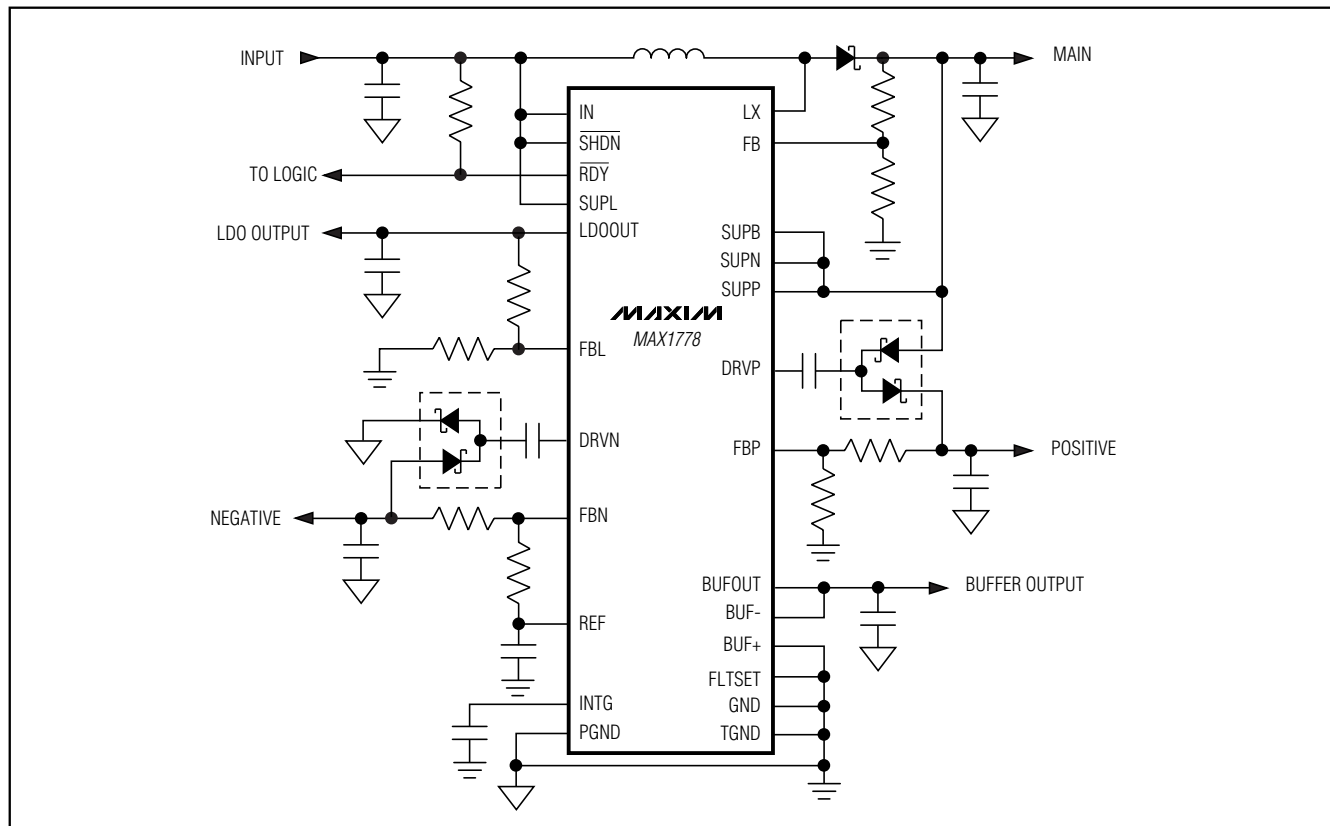 INPUT
MAIN
IN
LX
SHDN
FB
TO LOGIC
RDY
SUPL
LDO OUTPUT
LDOOUT
SUPB
SUPN
SUPP
MAXIM
MAX1778
FBL
DRVP
DRVN
FBP
POSITIVE
NEGATIVE
FBN
BUFOUT
BUFFER OUTPUT
BUF-
REF
BUF+
FLTSET
INTG
GND
PGND
TGND